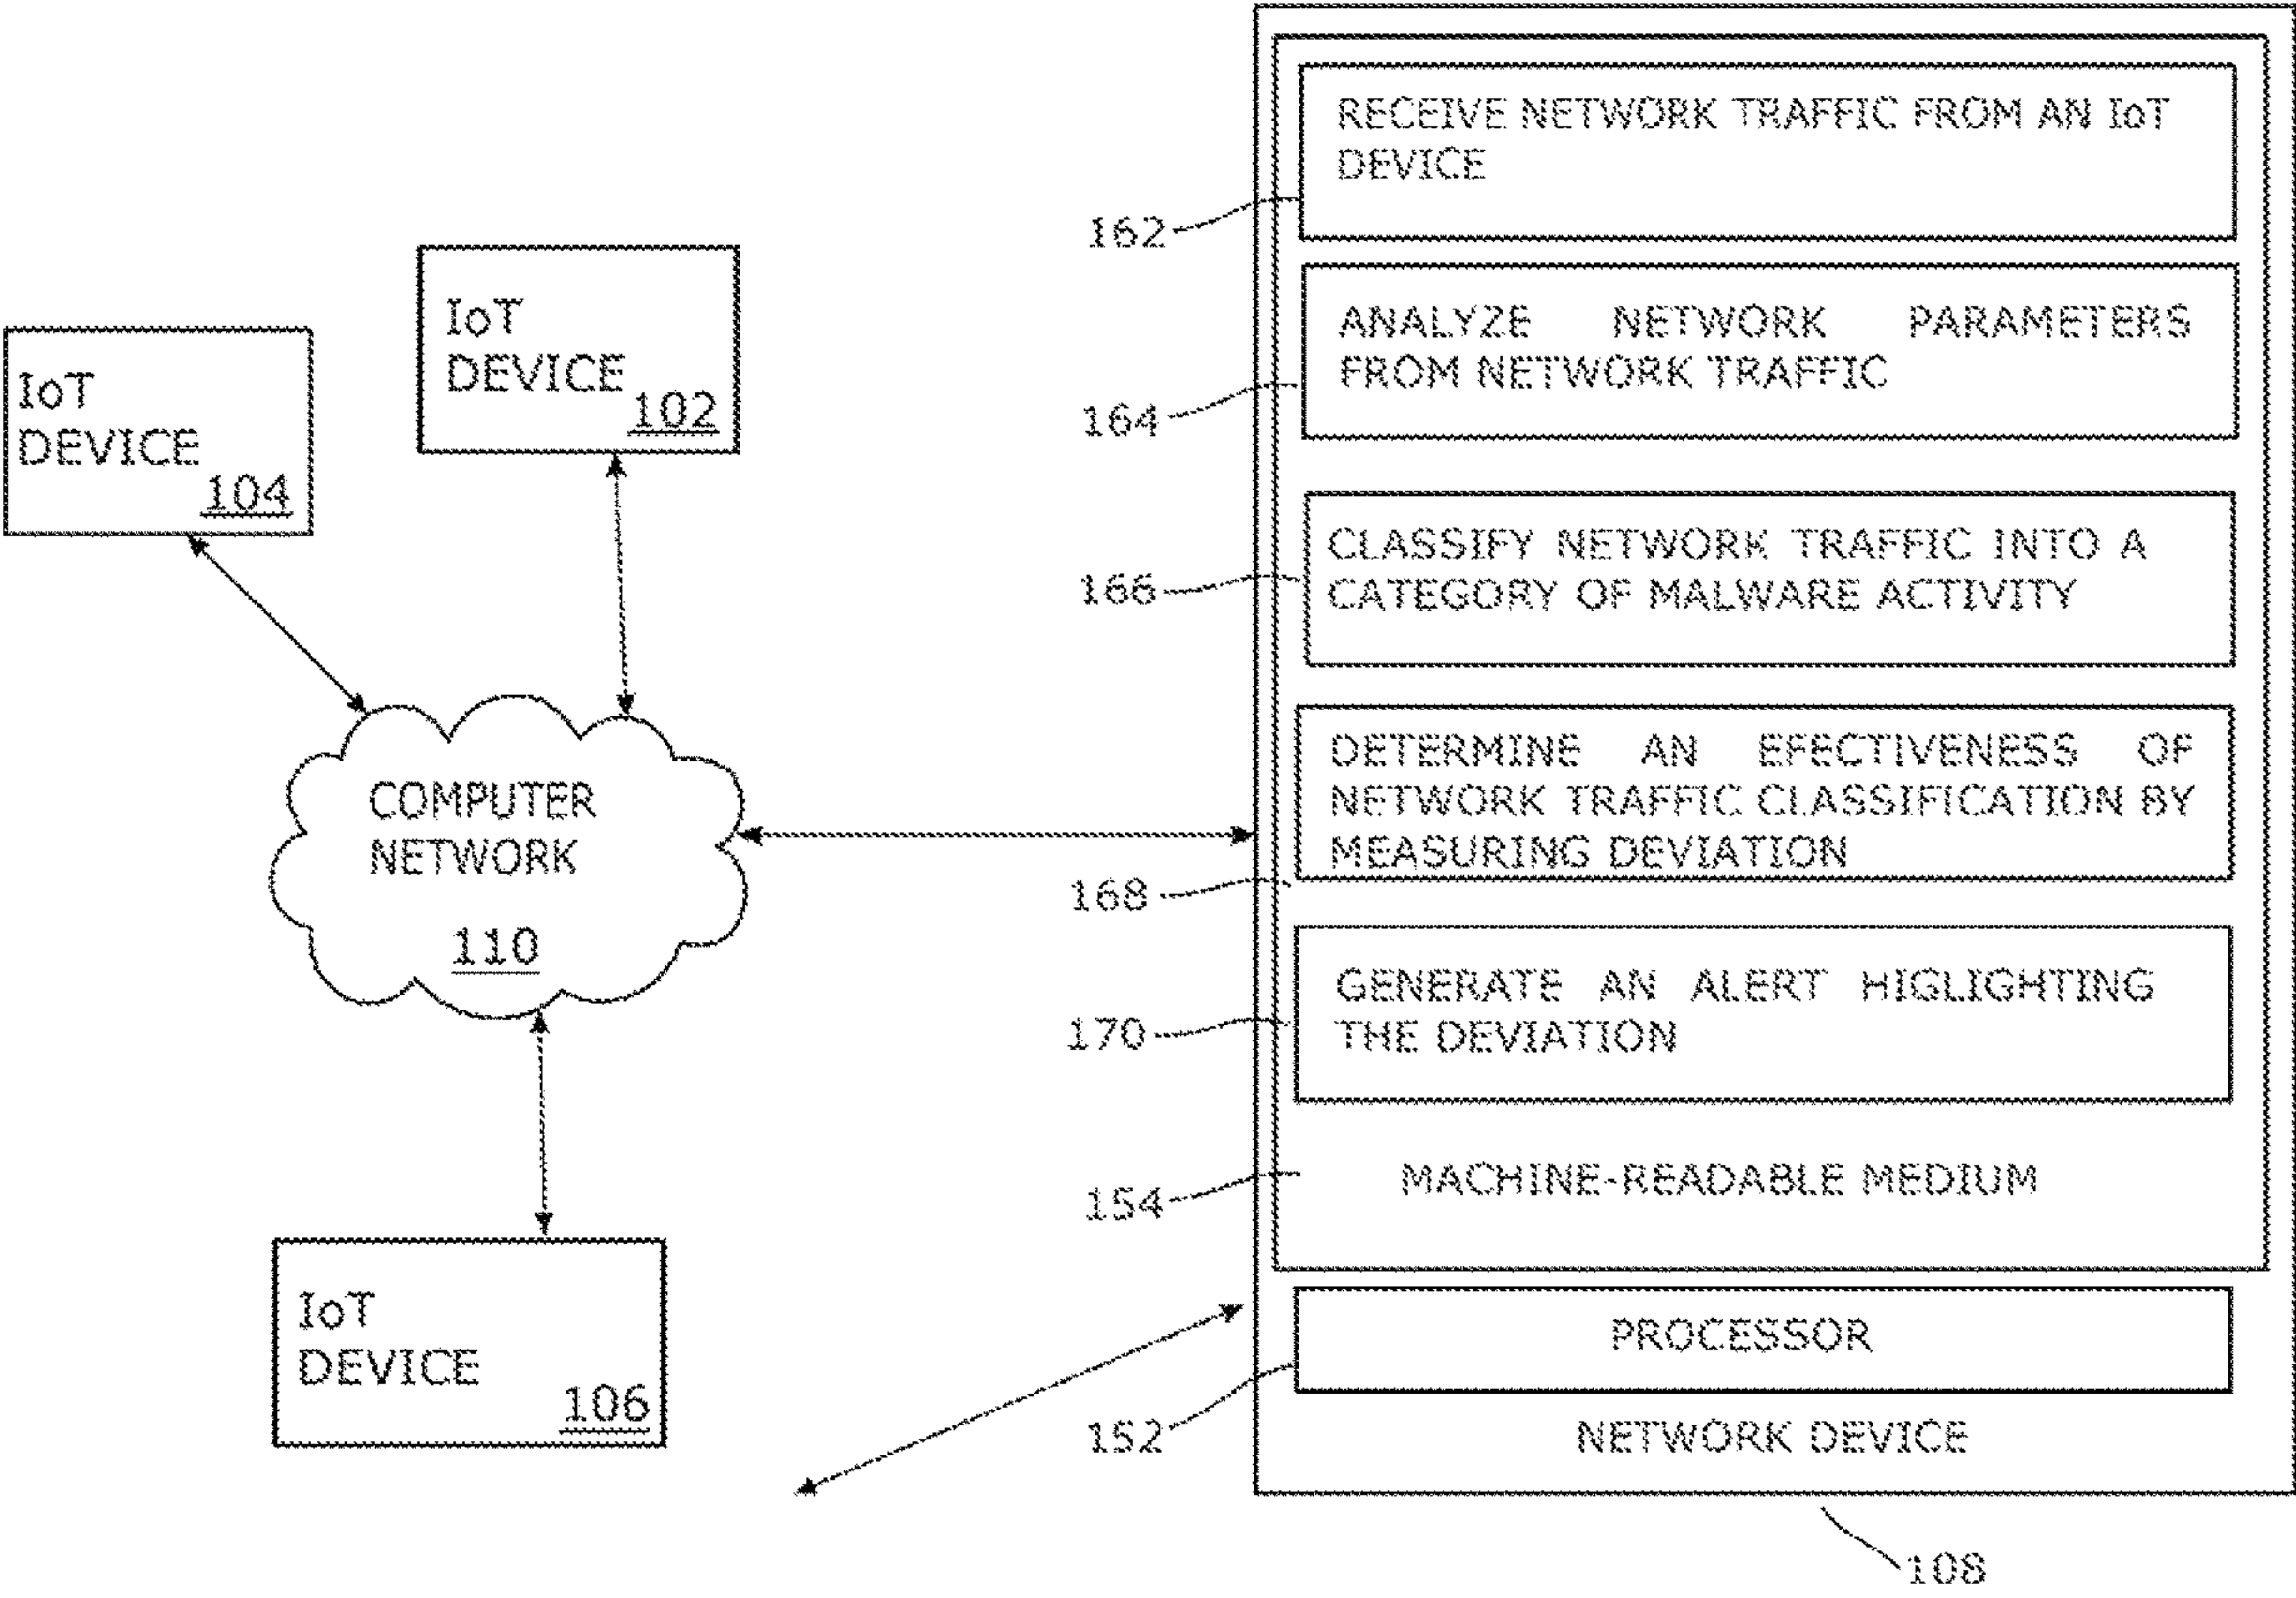 IoT
DEVICE
104
IoT
DEVICE
102
COMPUTER
NETWORK
110
IoT
DEVICE
106
RECEIVE NETWORK TRAFFIC FROM AN IoT
DEVICE
162
ANALYZE NETWORK PARAMETERS
FROM NETWORK TRAFFIC
164
CLASSIFY NETWORK TRAFFIC INTO A
CATEGORY OF MALWARE ACTIVITY
166
DETERMINE AN EFECTIVENESS OF
NETWORK TRAFFIC CLASSIFICATION BY
MEASURING DEVIATION
168
GENERATE AN ALERT HIGLIGHTING
THE DEVIATION
170
MACHINE-READABLE MEDIUM
154
PROCESSOR
152
NETWORK DEVICE
108